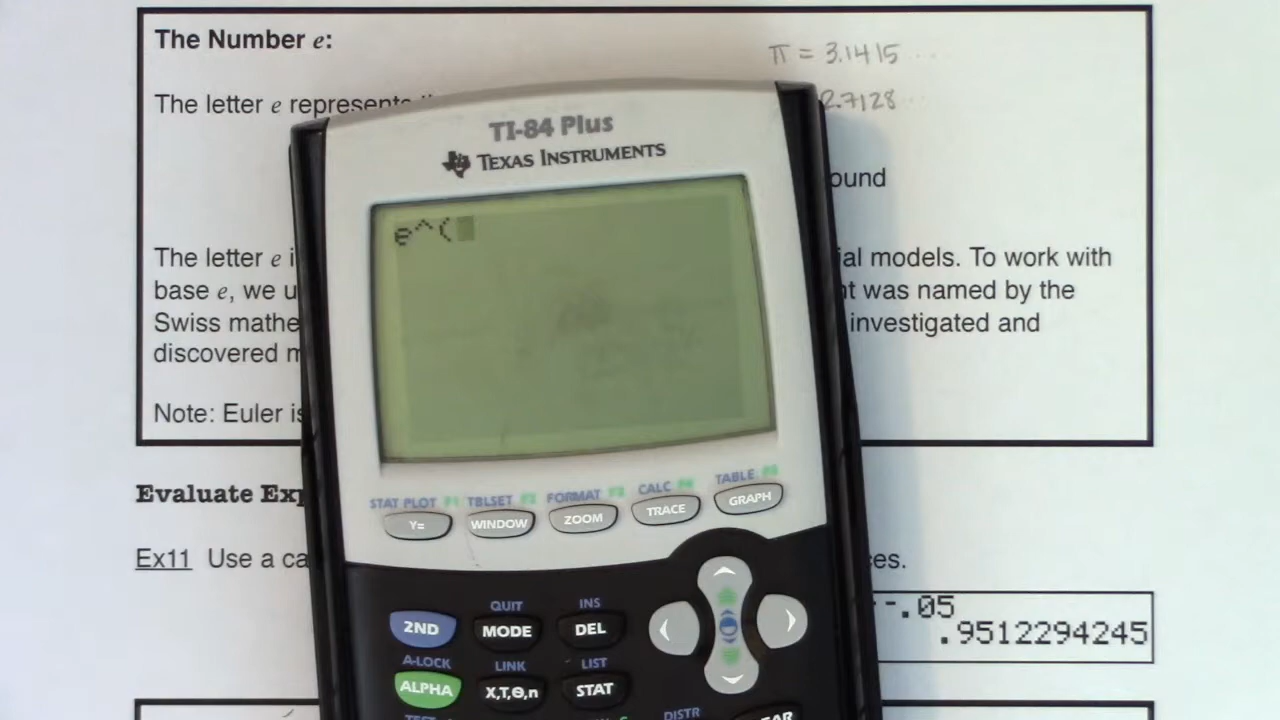 The Number e:
π = 3.1415 ...
The letter e represents
2.7128 ...
ound
The letter e i
ial models. To work with
base e, we u
nt was named by the
Swiss mathe
investigated and
discovered m
Note: Euler is
Evaluate Exp
Ex11 Use a ca
ces.
--.05
.9512294245
TI-84 Plus
TEXAS INSTRUMENTS
e^(
STAT PLOT F1 TBLSET F2 FORMAT F3 CALC F4 TABLE F5
Y= WINDOW ZOOM TRACE GRAPH
QUIT INS
2ND MODE DEL
A-LOCK LINK LIST
ALPHA X,T,Θ,n STAT
DISTR